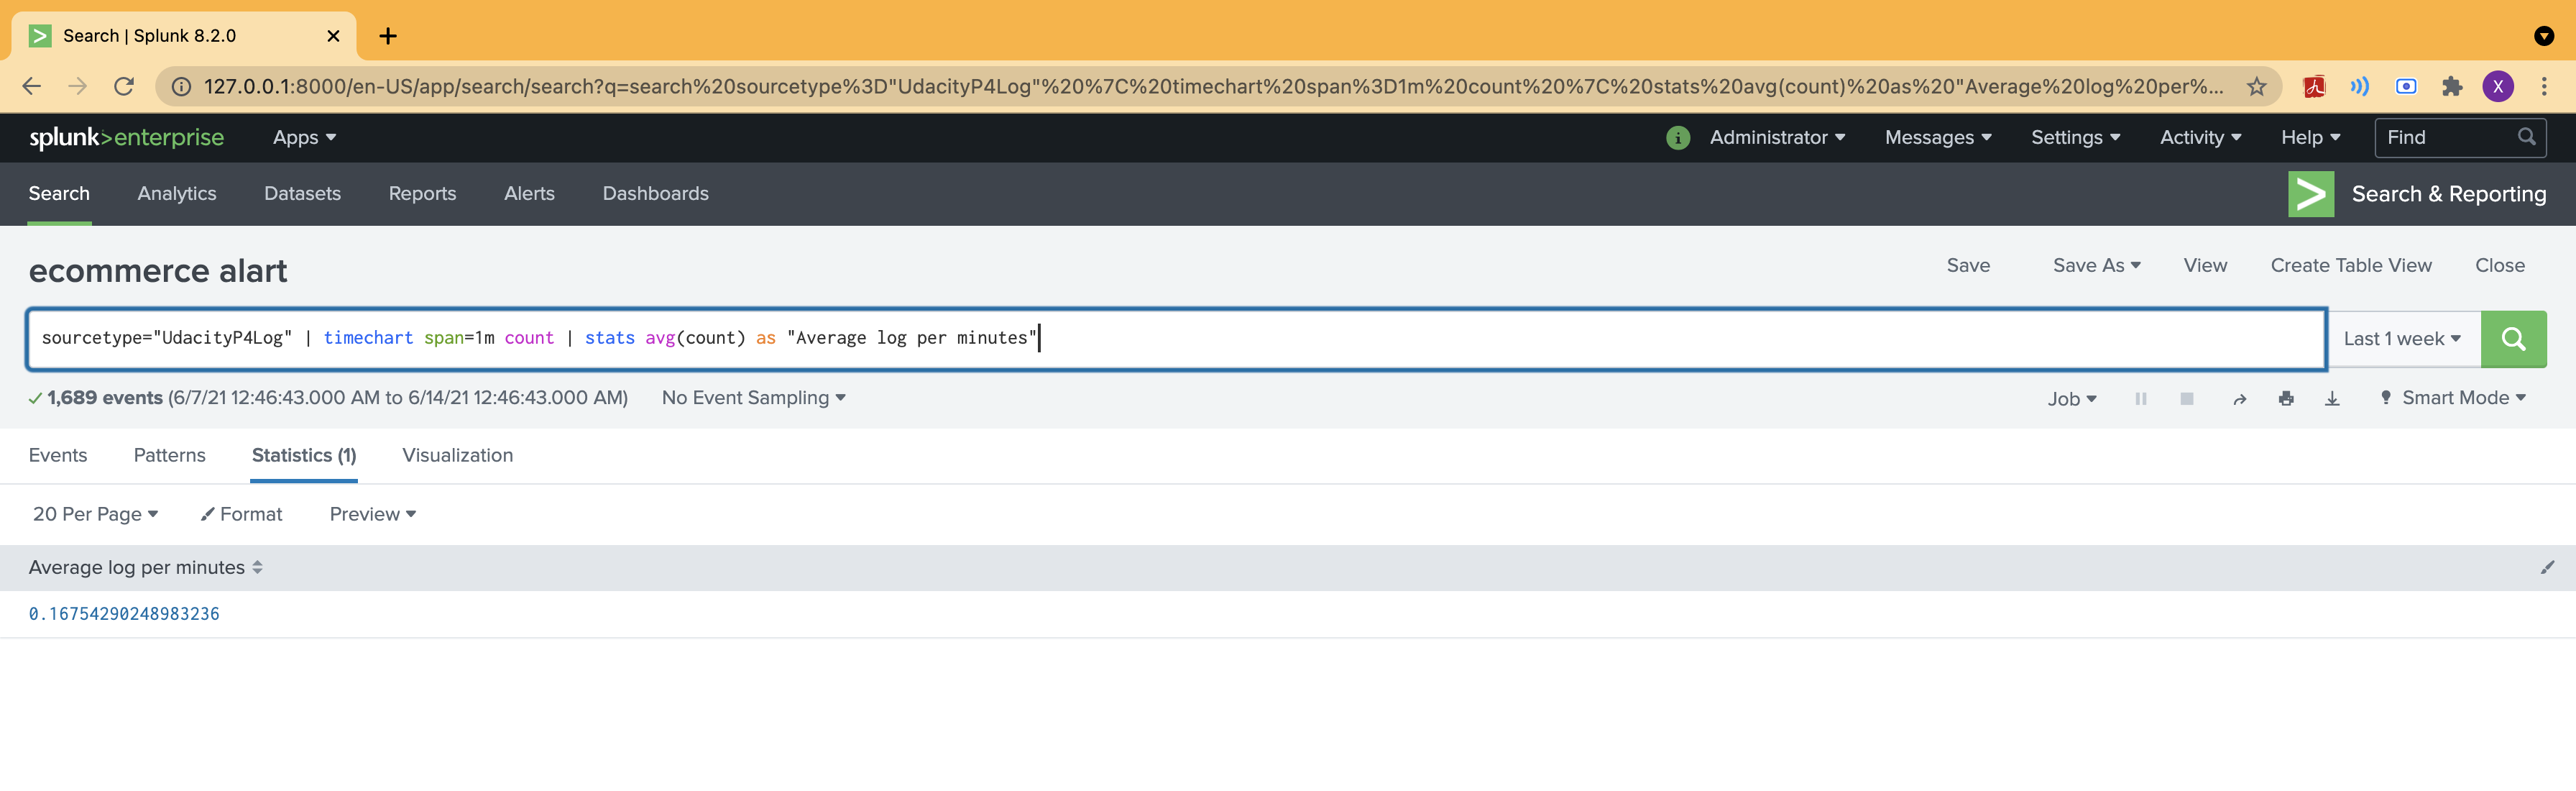 Search | Splunk 8.2.0
127.0.0.1:8000/en-US/app/search/search?q=search%20sourcetype%3D"UdacityP4Log"%20%7C%20timechart%20span%3D1m%20count%20%7C%20stats%20avg(count)%20as%20"Average%20log%20per%...
X
splunk>enterprise Apps Administrator Messages Settings Activity Help Find
Search Analytics Datasets Reports Alerts Dashboards Search & Reporting
ecommerce alart Save Save As View Create Table View Close
sourcetype="UdacityP4Log" | timechart span=1m count | stats avg(count) as "Average log per minutes" Last 1 week
1,689 events (6/7/21 12:46:43.000 AM to 6/14/21 12:46:43.000 AM) No Event Sampling Job Smart Mode
Events Patterns Statistics (1) Visualization
20 Per Page Format Preview
Average log per minutes
0.16754290248983236